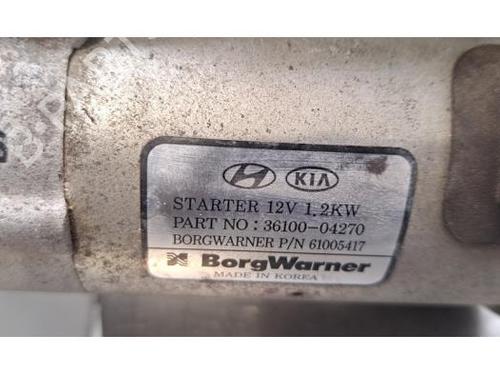 KIA
STARTER 12V 1.2KW
PART NO : 36100-04270
BORGWARNER P/N 61005417
BorgWarner
MADE IN KOREA